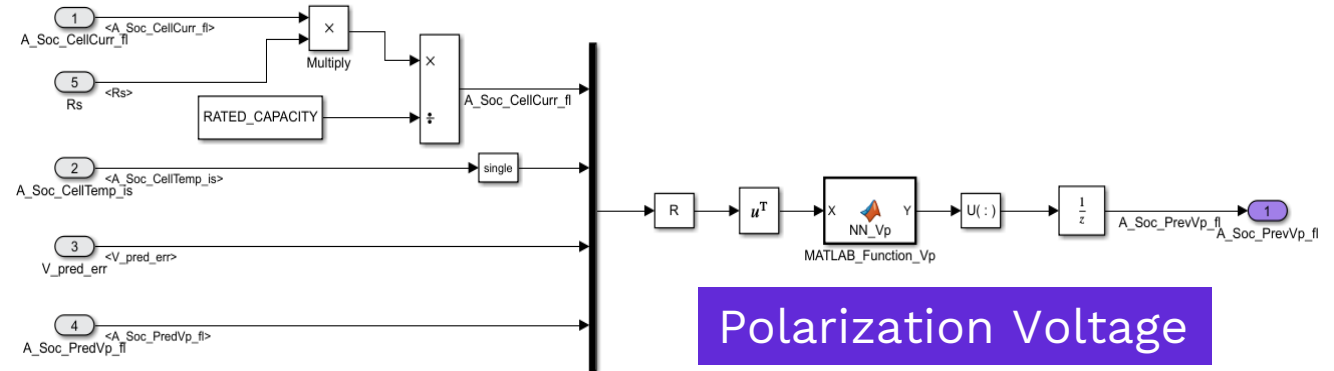 1
<A_Soc_CellCurr_fl>
A_Soc_CellCurr_fl
×
Multiply
5
<Rs>
Rs
×
÷
A_Soc_CellCurr_fl
RATED_CAPACITY
2
<A_Soc_CellTemp_is>
A_Soc_CellTemp_is
single
R
uᵀ
X
Y
NN_Vp
MATLAB_Function_Vp
U( : )
1
z
A_Soc_PrevVp_fl
1
A_Soc_PrevVp_fl
3
<V_pred_err>
V_pred_err
4
<A_Soc_PredVp_fl>
A_Soc_PredVp_fl
Polarization Voltage